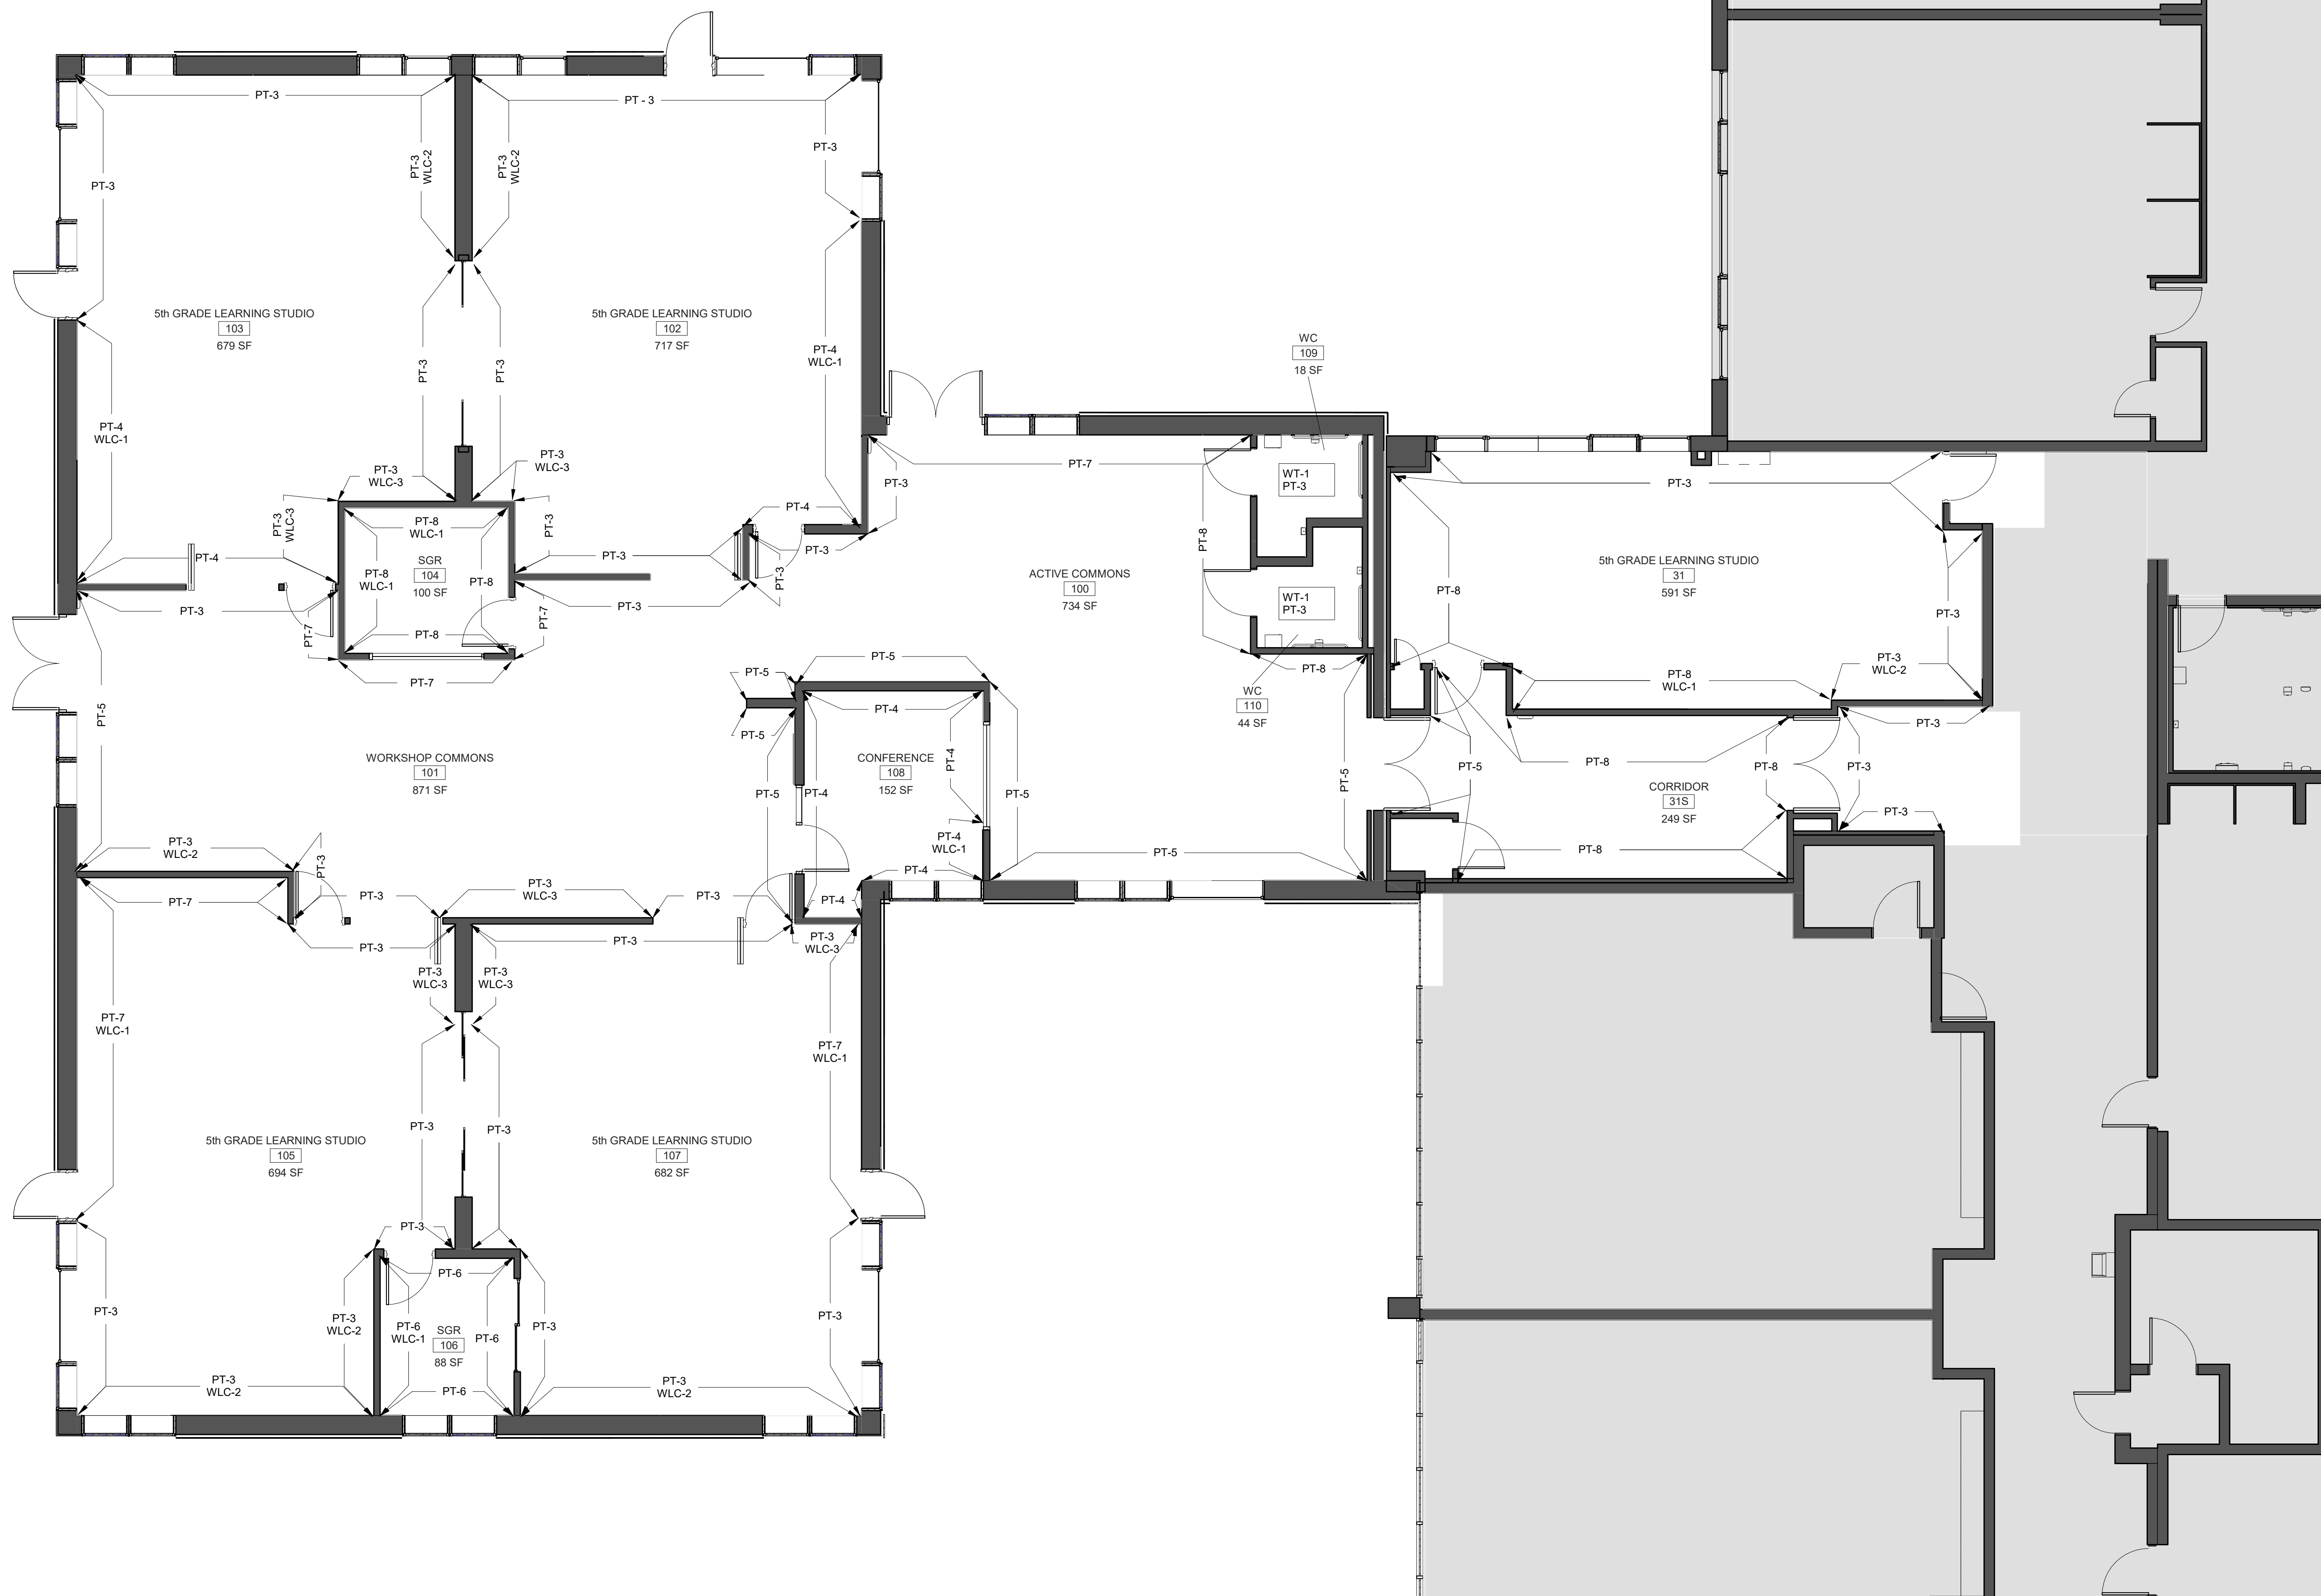 PT-3
PT - 3
PT-3
WLC-2
PT-3
WLC-2
PT-3
PT-3
5th GRADE LEARNING STUDIO
103
679 SF
5th GRADE LEARNING STUDIO
102
717 SF
PT-3
PT-3
PT-4
WLC-1
PT-4
WLC-1
WC
109
18 SF
PT-3
WLC-3
PT-3
WLC-3
PT-7
PT-3
PT-3
WLC-3
PT-3
PT-4
PT-8
WLC-1
SGR
104
100 SF
PT-8
WLC-1
PT-8
PT-8
PT-4
PT-3
PT-3
PT-3
PT-3
PT-3
PT-7
PT-7
PT-7
WT-1
PT-3
WT-1
PT-3
PT-8
PT-8
ACTIVE COMMONS
100
734 SF
PT-3
5th GRADE LEARNING STUDIO
31
591 SF
PT-8
PT-3
PT-3
WLC-2
PT-8
WLC-1
PT-3
WC
110
44 SF
PT-5
PT-5
PT-5
PT-5
PT-4
PT-4
PT-4
PT-5
PT-5
PT-5
WORKSHOP COMMONS
101
871 SF
CONFERENCE
108
152 SF
PT-5
PT-8
PT-8
PT-3
CORRIDOR
31S
249 SF
PT-3
PT-8
PT-4
WLC-1
PT-4
PT-4
PT-5
PT-3
WLC-2
PT-3
PT-7
PT-3
PT-3
WLC-3
PT-3
PT-3
PT-3
PT-3
WLC-3
PT-3
WLC-3
PT-3
WLC-3
PT-7
WLC-1
PT-7
WLC-1
PT-3
PT-3
5th GRADE LEARNING STUDIO
105
694 SF
5th GRADE LEARNING STUDIO
107
682 SF
PT-3
PT-6
PT-3
PT-3
WLC-2
PT-6
WLC-1
SGR
106
88 SF
PT-6
PT-3
PT-3
PT-3
WLC-2
PT-6
PT-3
WLC-2